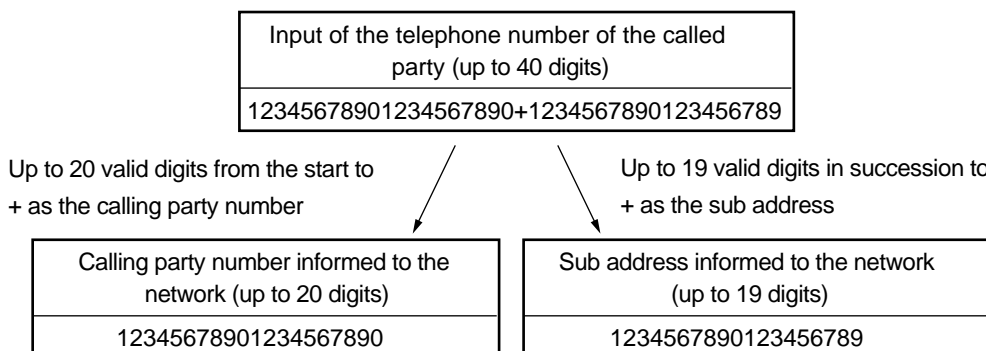 Input of the telephone number of the called
party (up to 40 digits)
12345678901234567890+1234567890123456789
Up to 20 valid digits from the start to
+ as the calling party number
Up to 19 valid digits in succession to
+ as the sub address
Calling party number informed to the
network (up to 20 digits)
12345678901234567890
Sub address informed to the network
(up to 19 digits)
1234567890123456789